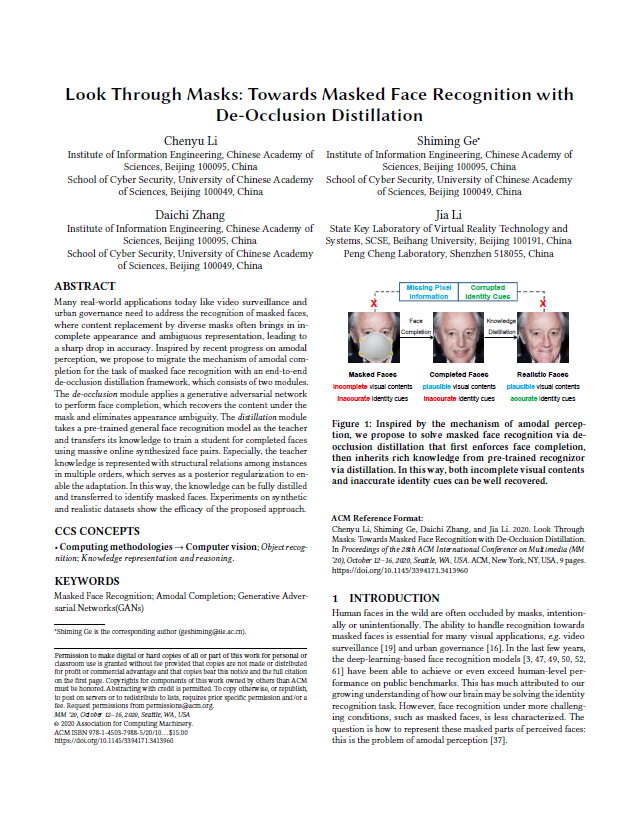 Look Through Masks: Towards Masked Face Recognition with
De-Occlusion Distillation
Chenyu Li
Institute of Information Engineering, Chinese Academy of
Sciences, Beijing 100095, China
School of Cyber Security, University of Chinese Academy
of Sciences, Beijing 100049, China
Shiming Ge*
Institute of Information Engineering, Chinese Academy of
Sciences, Beijing 100095, China
School of Cyber Security, University of Chinese Academy
of Sciences, Beijing 100049, China
Daichi Zhang
Institute of Information Engineering, Chinese Academy of
Sciences, Beijing 100095, China
School of Cyber Security, University of Chinese Academy
of Sciences, Beijing 100049, China
Jia Li
State Key Laboratory of Virtual Reality Technology and
Systems, SCSE, Beihang University, Beijing 100191, China
Peng Cheng Laboratory, Shenzhen 518055, China
ABSTRACT
Many real-world applications today like video surveillance and
urban governance need to address the recognition of masked faces,
where content replacement by diverse masks often brings in in-
complete appearance and ambiguous representation, leading to
a sharp drop in accuracy. Inspired by recent progress on amodal
perception, we propose to migrate the mechanism of amodal com-
pletion for the task of masked face recognition with an end-to-end
de-occlusion distillation framework, which consists of two modules.
The de-occlusion module applies a generative adversarial network
to perform face completion, which recovers the content under the
mask and eliminates appearance ambiguity. The distillation module
takes a pre-trained general face recognition model as the teacher
and transfers its knowledge to train a student for completed faces
using massive online synthesized face pairs. Especially, the teacher
knowledge is represented with structural relations among instances
in multiple orders, which serves as a posterior regularization to en-
able the adaptation. In this way, the knowledge can be fully distilled
and transferred to identify masked faces. Experiments on synthetic
and realistic datasets show the efficacy of the proposed approach.
CCS CONCEPTS
• Computing methodologies → Computer vision; Object recog-
nition; Knowledge representation and reasoning.
KEYWORDS
Masked Face Recognition; Amodal Completion; Generative Adver-
sarial Networks(GANs)
*Shiming Ge is the corresponding author (geshiming@iie.ac.cn).
Permission to make digital or hard copies of all or part of this work for personal or
classroom use is granted without fee provided that copies are not made or distributed
for profit or commercial advantage and that copies bear this notice and the full citation
on the first page. Copyrights for components of this work owned by others than ACM
must be honored. Abstracting with credit is permitted. To copy otherwise, or republish,
to post on servers or to redistribute to lists, requires prior specific permission and/or a
fee. Request permissions from permissions@acm.org.
MM '20, October 12–16, 2020, Seattle, WA, USA
© 2020 Association for Computing Machinery.
ACM ISBN 978-1-4503-7988-5/20/10...$15.00
https://doi.org/10.1145/3394171.3413960
Missing Pixel
Information
Corrupted
Identity Cues
X
X
Face
Completion
Knowledge
Distillation
Masked Faces
Completed Faces
Realistic Faces
incomplete visual contents
plausible visual contents
plausible visual contents
inaccurate identity cues
inaccurate identity cues
accurate identity cues
Figure 1: Inspired by the mechanism of amodal percep-
tion, we propose to solve masked face recognition via de-
occlusion distillation that first enforces face completion,
then inherits rich knowledge from pre-trained recognizor
via distillation. In this way, both incomplete visual contents
and inaccurate identity cues can be well recovered.
ACM Reference Format:
Chenyu Li, Shiming Ge, Daichi Zhang, and Jia Li. 2020. Look Through
Masks: Towards Masked Face Recognition with De-Occlusion Distillation.
In Proceedings of the 28th ACM International Conference on Multimedia (MM
'20), October 12–16, 2020, Seattle, WA, USA. ACM, New York, NY, USA, 9 pages.
https://doi.org/10.1145/3394171.3413960
1 INTRODUCTION
Human faces in the wild are often occluded by masks, intention-
ally or unintentionally. The ability to handle recognition towards
masked faces is essential for many visual applications, e.g. video
surveillance [19] and urban governance [16]. In the last few years,
the deep-learning-based face recognition models [3, 47, 49, 50, 52,
61] have been able to achieve or even exceed human-level per-
formance on public benchmarks. This has much attributed to our
growing understanding of how our brain may be solving the identity
recognition task. However, face recognition under more challeng-
ing conditions, such as masked faces, is less characterized. The
question is how to represent these masked parts of perceived faces:
this is the problem of amodal perception [37].